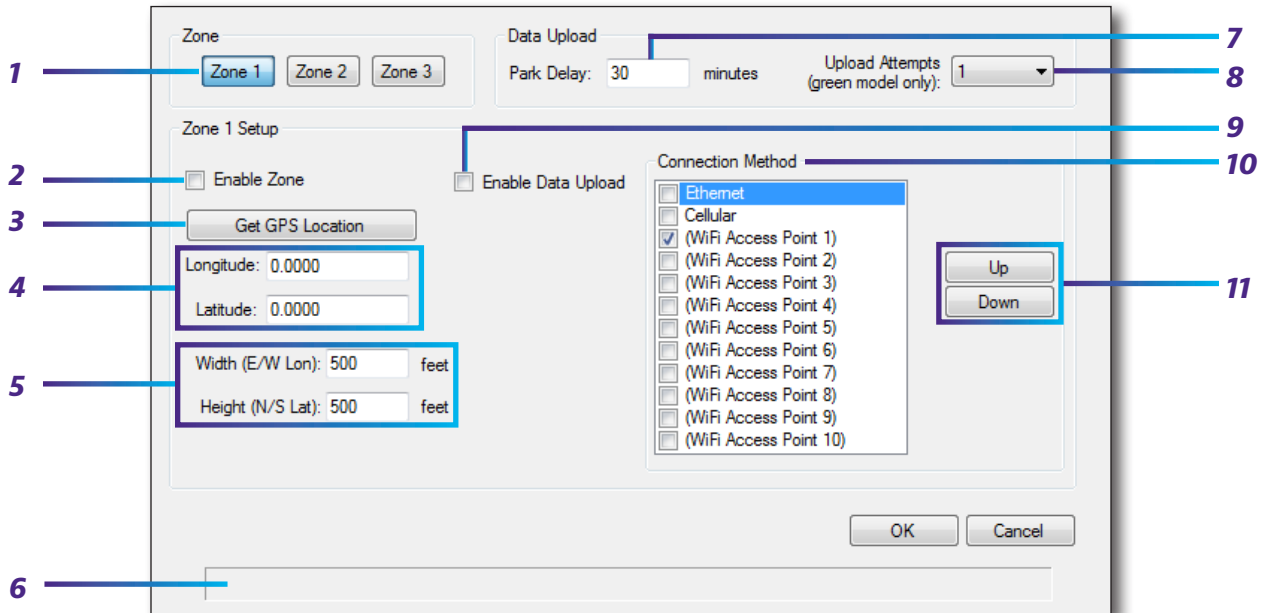 Zone
Data Upload
7
1
Zone 1 Zone 2 Zone 3
Park Delay: 30 minutes
Upload Attempts
(green model only): 1
8
Zone 1 Setup
9
2
Enable Zone
Enable Data Upload
Connection Method
10
3
Get GPS Location
4
Longitude: 0.0000
Latitude: 0.0000
5
Width (E/W Lon): 500 feet
Height (N/S Lat): 500 feet
Ethernet
Cellular
(WiFi Access Point 1)
(WiFi Access Point 2)
(WiFi Access Point 3)
(WiFi Access Point 4)
(WiFi Access Point 5)
(WiFi Access Point 6)
(WiFi Access Point 7)
(WiFi Access Point 8)
(WiFi Access Point 9)
(WiFi Access Point 10)
Up
Down
11
OK Cancel
6